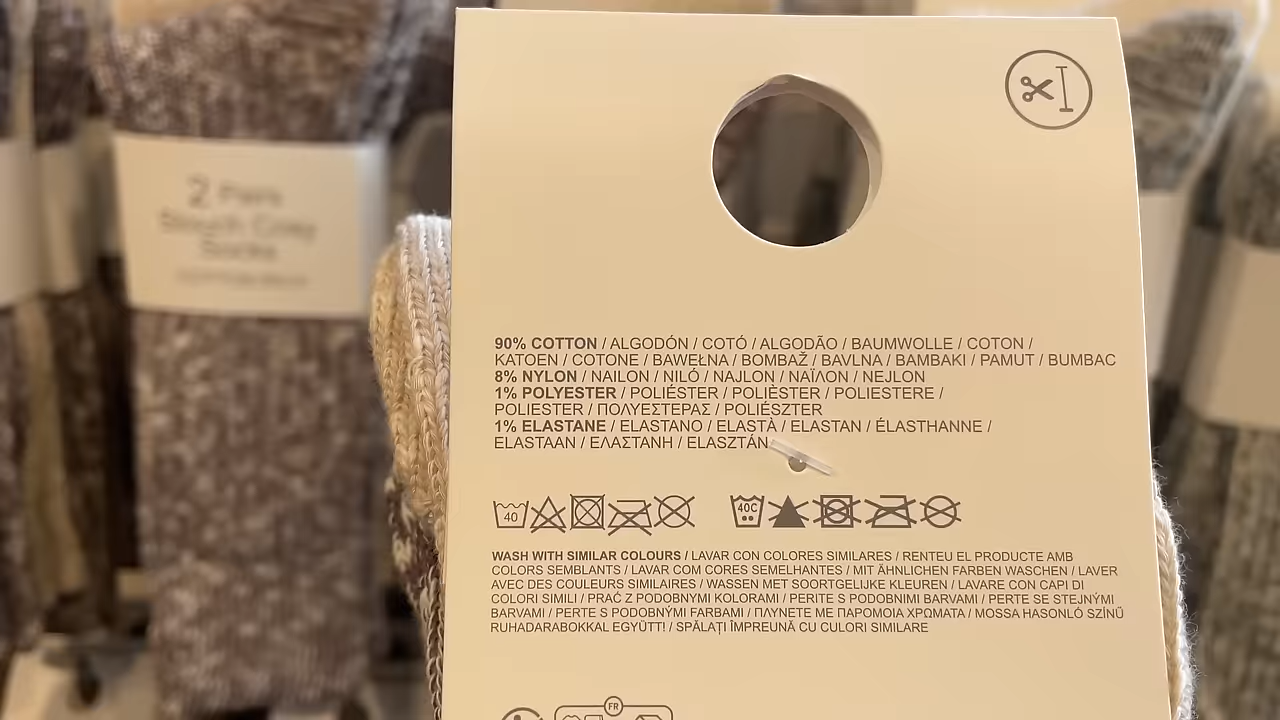 2 Pairs
Slouch Cosy
Socks
90% COTTON / ALGODÓN / COTÓ / ALGODÃO / BAUMWOLLE / COTON /
KATOEN / COTONE / BAWEŁNA / BOMBAŽ / BAVLNA / BAMBAKI / PAMUT / BUMBAC
8% NYLON / NAILON / NILÓ / NAJLON / ΝΑΪΛΟΝ / NEJLON
1% POLYESTER / POLIÉSTER / POLIÈSTER / POLIESTERE /
POLIESTER / ΠΟΛΥΕΣΤΕΡΑΣ / POLIÉSZTER
1% ELASTANE / ELASTANO / ELASTÀ / ELASTAN / ÉLASTHANNE /
ELASTAAN / ΕΛΑΣΤΑΝΗ / ELASZTÁN
40 40C
WASH WITH SIMILAR COLOURS / LAVAR CON COLORES SIMILARES / RENTEU EL PRODUCTE AMB
COLORS SEMBLANTS / LAVAR COM CORES SEMELHANTES / MIT ÄHNLICHEN FARBEN WASCHEN / LAVER
AVEC DES COULEURS SIMILAIRES / WASSEN MET SOORTGELIJKE KLEUREN / LAVARE CON CAPI DI
COLORI SIMILI / PRAĆ Z PODOBNYMI KOLORAMI / PERITE S PODOBNIMI BARVAMI / PERTE SE STEJNÝMI
BARVAMI / PERTE S PODOBNÝMI FARBAMI / ΠΛΥΝΕΤΕ ΜΕ ΠΑΡΟΜΟΙΑ ΧΡΩΜΑΤΑ / MOSSA HASONLÓ SZÍNŰ
RUHADARABOKKAL EGYÜTT! / SPĂLAȚI ÎMPREUNĂ CU CULORI SIMILARE
FR